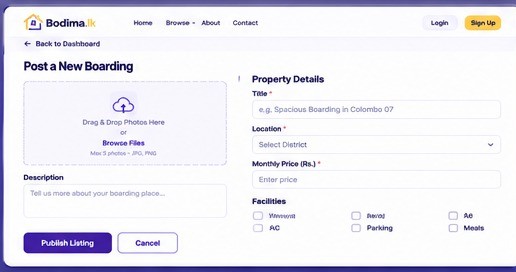 Bodima.lk
Home Browse About Contact
Login Sign Up
← Back to Dashboard
Post a New Boarding
Drag & Drop Photos Here
or
Browse Files
Max 5 photos - JPG, PNG
Description
Tell us more about your boarding place...
Publish Listing Cancel
Property Details
Title *
e.g, Spacious Boarding in Colombo 07
Location *
Select District
Monthly Price (Rs.) *
Enter price
Facilities
AC Parking Meals